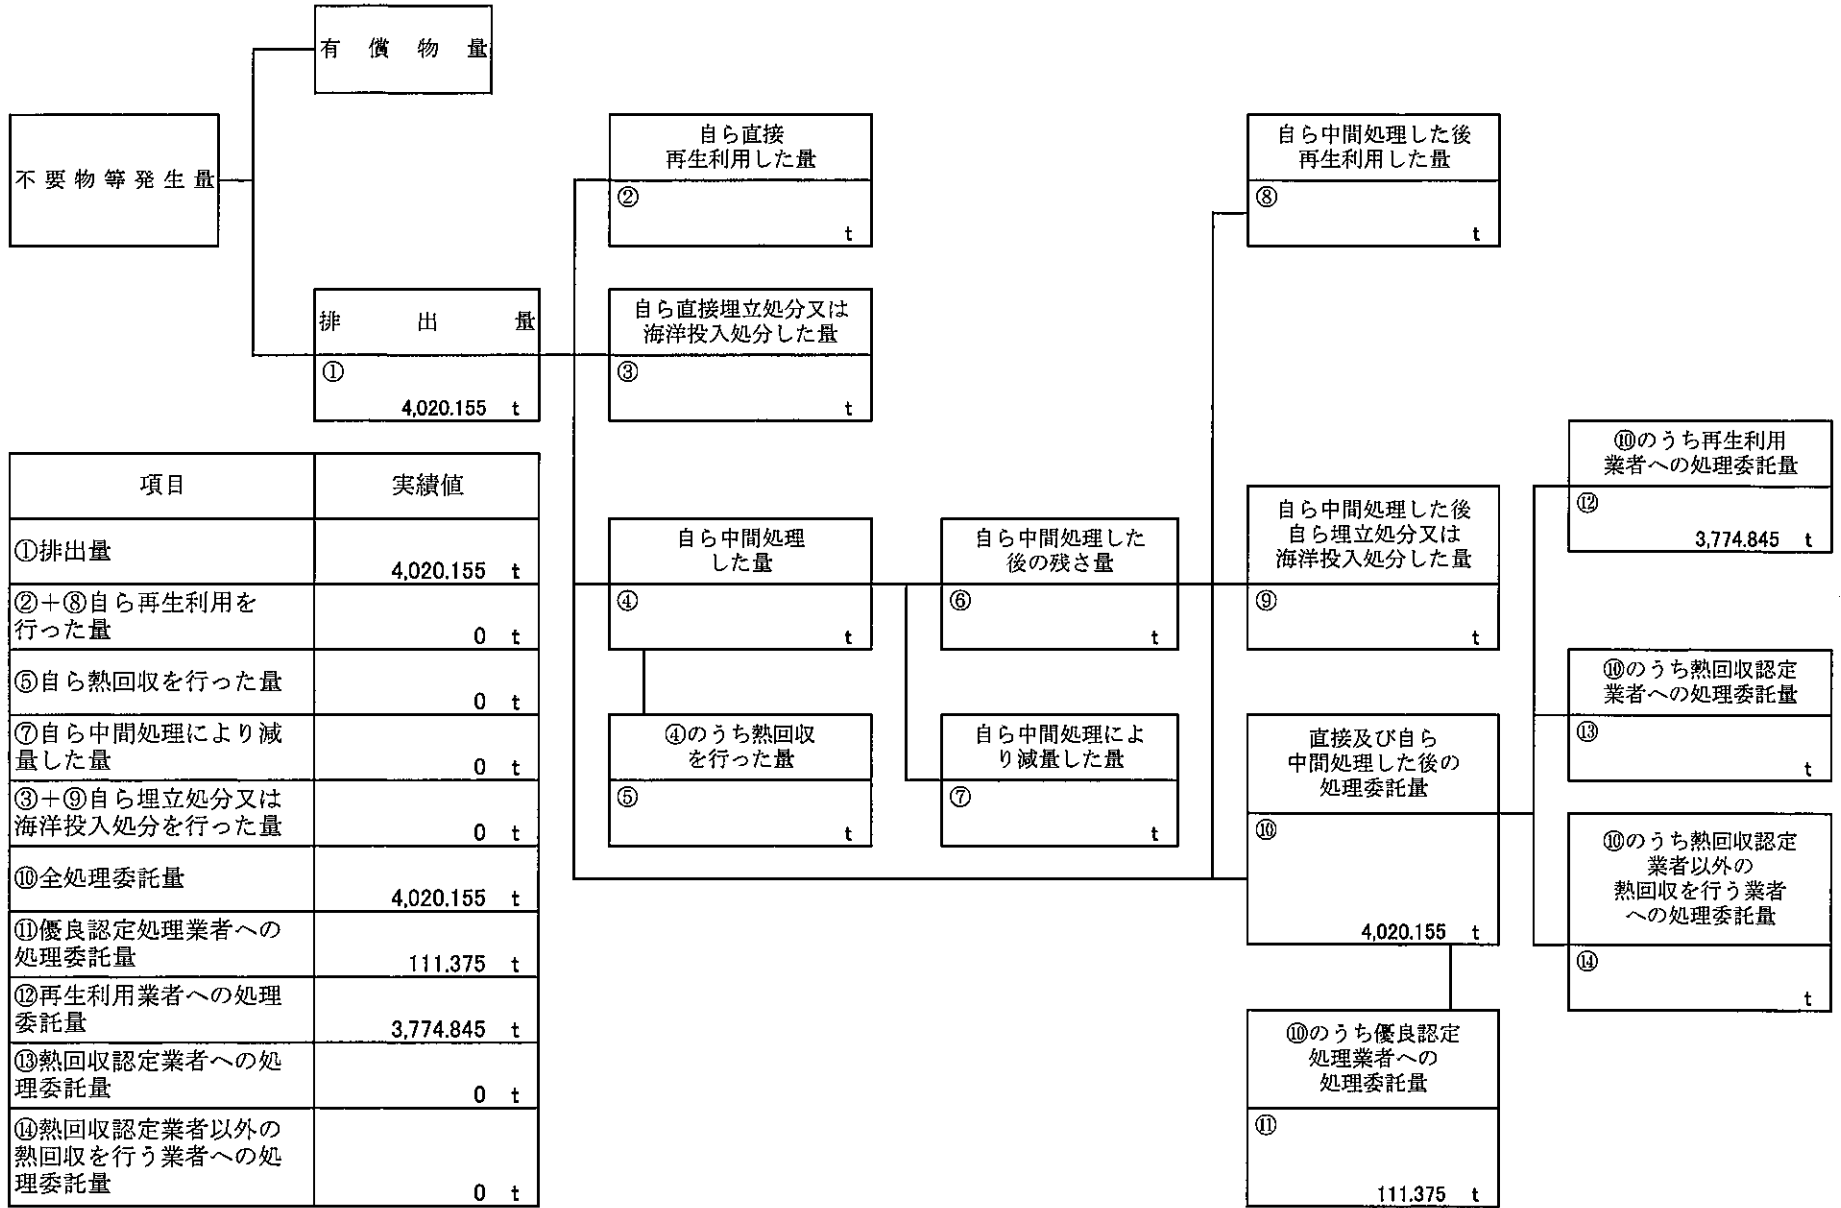 有償物量
不要物等発生量
自ら直接
再生利用した量
②
t
自ら中間処理した後
再生利用した量
⑧
t
排出量
①
4,020.155 t
自ら直接埋立処分又は
海洋投入処分した量
③
t
項目 実績値
①排出量
4,020.155 t
②+⑧自ら再生利用を
行った量
0 t
⑤自ら熱回収を行った量
0 t
⑦自ら中間処理により減
量した量
0 t
③+⑨自ら埋立処分又は
海洋投入処分を行った量
0 t
⑩全処理委託量
4,020.155 t
⑪優良認定処理業者への
処理委託量
111.375 t
⑫再生利用業者への処理
委託量
3,774.845 t
⑬熱回収認定業者への処
理委託量
0 t
⑭熱回収認定業者以外の
熱回収を行う業者への処
理委託量
0 t
自ら中間処理
した量
④
t
④のうち熱回収
を行った量
⑤
t
自ら中間処理した
後の残さ量
⑥
t
自ら中間処理によ
り減量した量
⑦
t
自ら中間処理した後
自ら埋立処分又は
海洋投入処分した量
⑨
t
直接及び自ら
中間処理した後の
処理委託量
⑩
4,020.155 t
⑩のうち優良認定
処理業者への
処理委託量
⑪
111.375 t
⑩のうち再生利用
業者への処理委託量
⑫
3,774.845 t
⑩のうち熱回収認定
業者への処理委託量
⑬
t
⑩のうち熱回収認定
業者以外の
熱回収を行う業者
への処理委託量
⑭
t